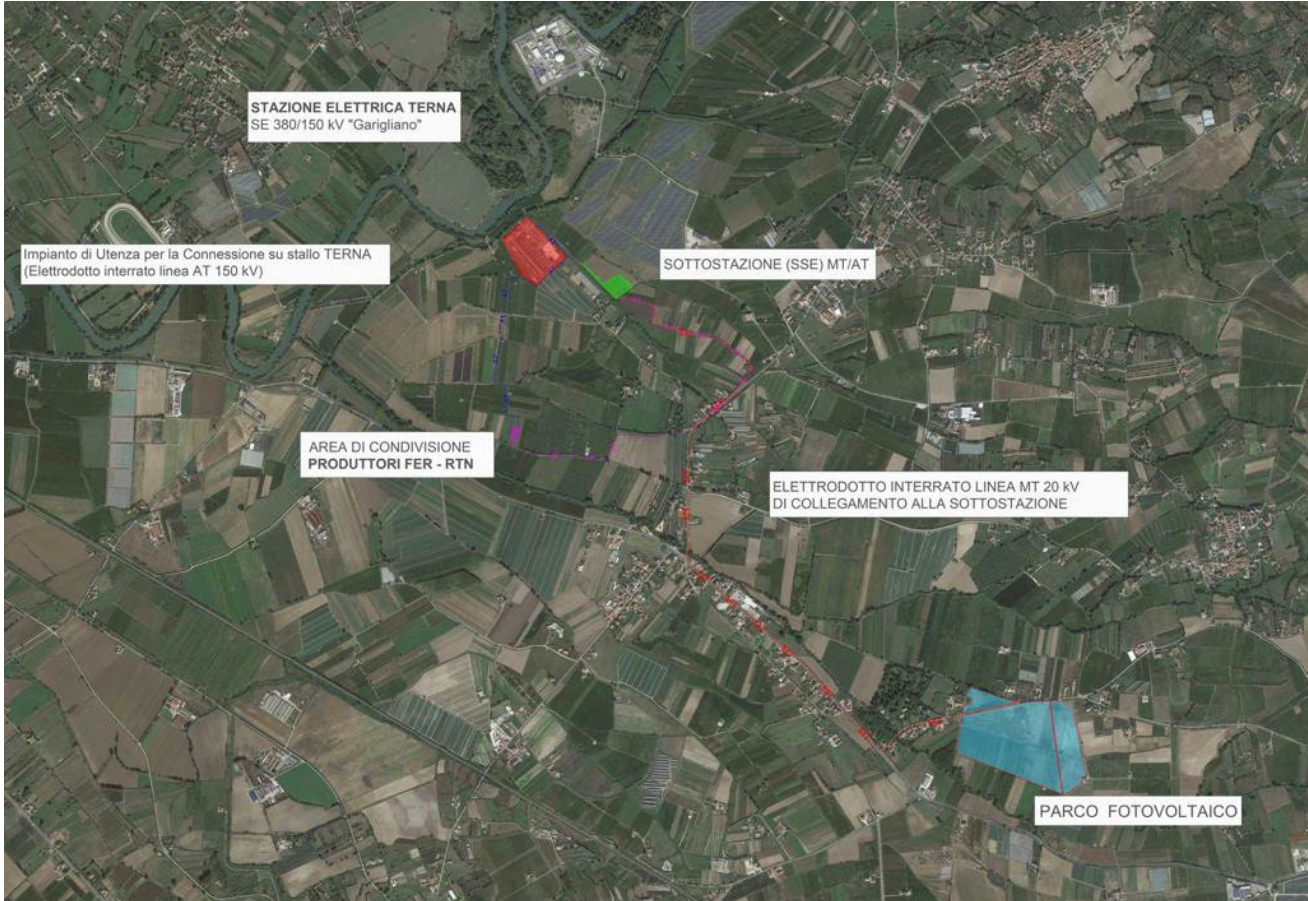 STAZIONE ELETTRICA TERNA
SE 380/150 kV "Garigliano"
Impianto di Utenza per la Connessione su stallo TERNA
(Elettrodotto interrato linea AT 150 kV)
SOTTOSTAZIONE (SSE) MT/AT
AREA DI CONDIVISIONE
PRODUTTORI FER - RTN
ELETTRODOTTO INTERRATO LINEA MT 20 kV
DI COLLEGAMENTO ALLA SOTTOSTAZIONE
PARCO FOTOVOLTAICO